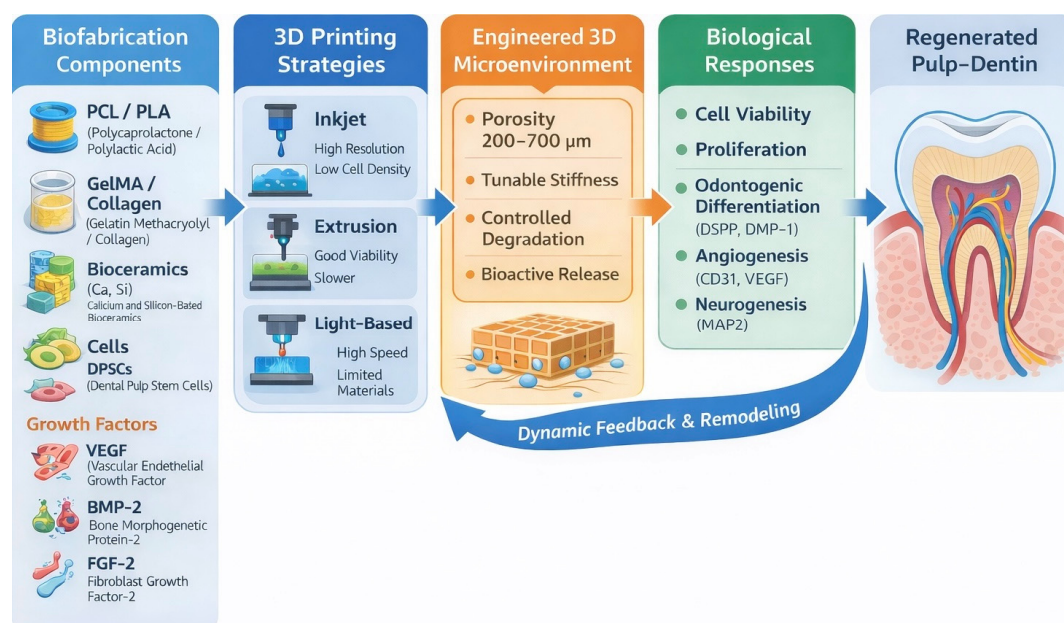 Biofabrication
Components
PCL / PLA
(Polycaprolactone /
Polylactic Acid)
GelMA /
Collagen
(Gelatin Methacryolyl
/ Collagen)
Bioceramics
(Ca, Si)
Calicium and Silicon-Based
Bioceramics
Cells
DPSCs
(Dental Pulp Stem Cells)
Growth Factors
VEGF
(Vascular Endethelial
Growth Factor
BMP-2
Bone Morphogenetic
Protein-2
FGF-2
Fibroblast Growth
Factor-2
3D Printing
Strategies
Inkjet
High Resolution
Low Cell Density
Extrusion
Good Viability
Slower
Light-Based
High Speed
Limited
Materials
Engineered 3D
Microenvironment
Porosity
200–700 μm
Tunable Stiffness
Controlled
Degradation
Bioactive Release
Biological
Responses
Cell Viability
Proliferation
Odontogenic
Differentiation
(DSPP, DMP-1)
Angiogenesis
(CD31, VEGF)
Neurogenesis
(MAP2)
Regenerated
Pulp–Dentin
Dynamic Feedback & Remodeling